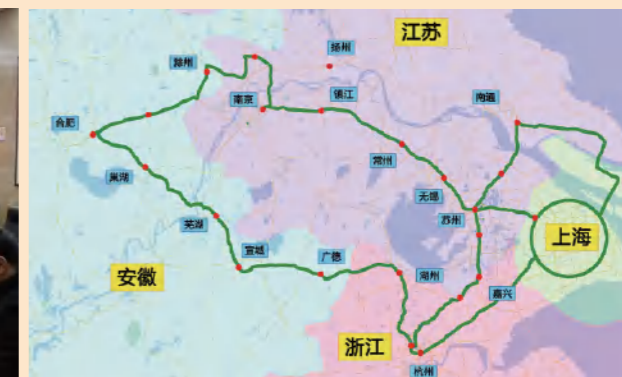 江苏
扬州
滁州
南京
镇江
南通
合肥
常州
巢湖
无锡
苏州
芜湖
上海
宣城
广德
湖州
安徽
嘉兴
浙江
杭州